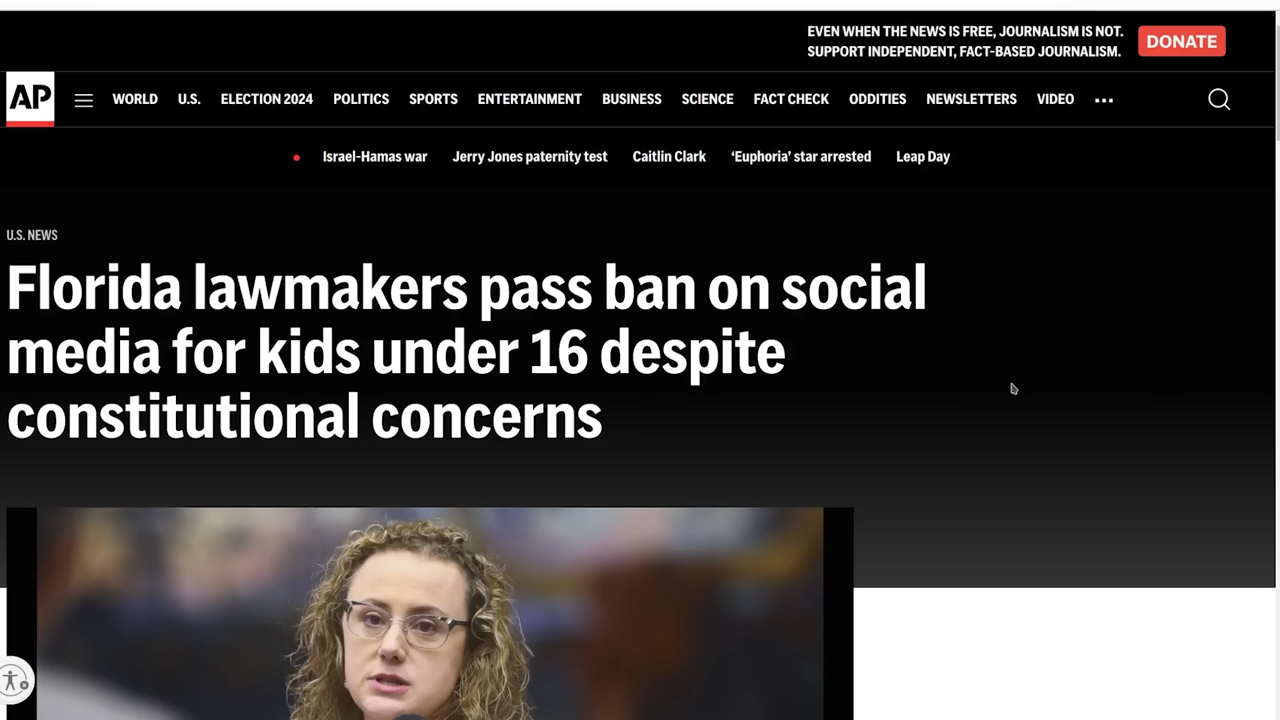 EVEN WHEN THE NEWS IS FREE, JOURNALISM IS NOT.
SUPPORT INDEPENDENT, FACT-BASED JOURNALISM.
DONATE
AP
WORLD U.S. ELECTION 2024 POLITICS SPORTS ENTERTAINMENT BUSINESS SCIENCE FACT CHECK ODDITIES NEWSLETTERS VIDEO
Israel-Hamas war Jerry Jones paternity test Caitlin Clark ‘Euphoria’ star arrested Leap Day
U.S. NEWS
Florida lawmakers pass ban on social
media for kids under 16 despite
constitutional concerns